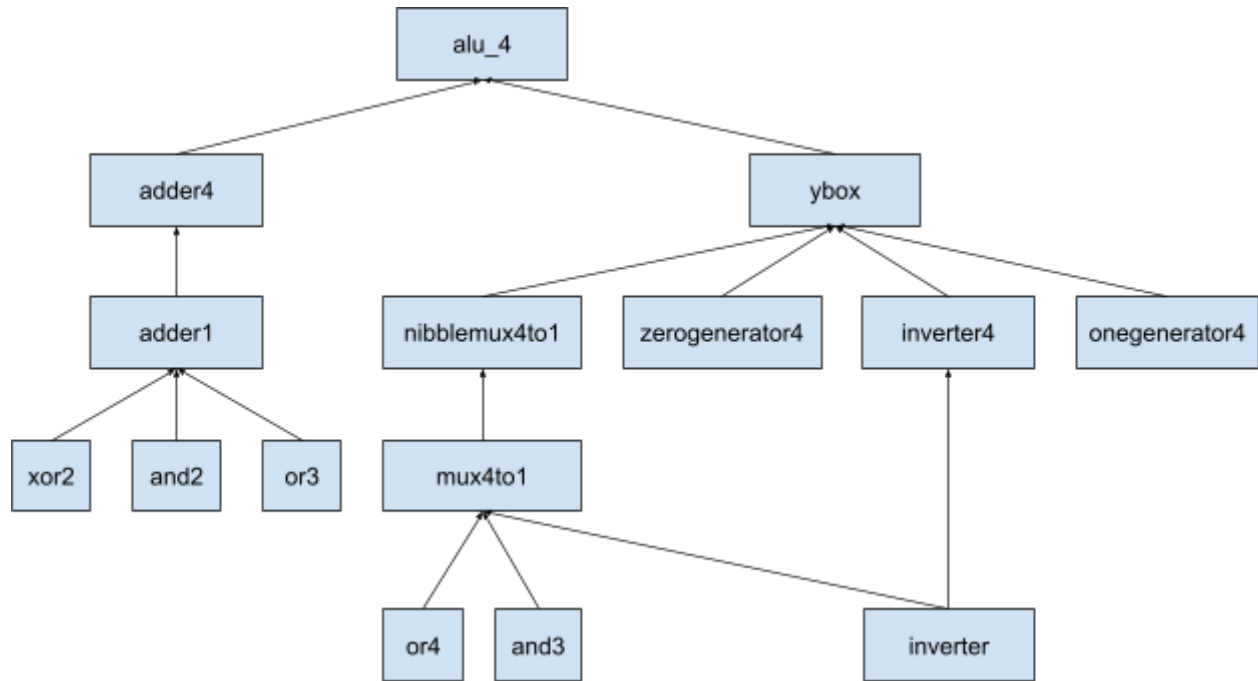 alu_4
adder4
ybox
adder1
nibblemux4to1
zerogenerator4
inverter4
onegenerator4
xor2
and2
or3
mux4to1
or4
and3
inverter